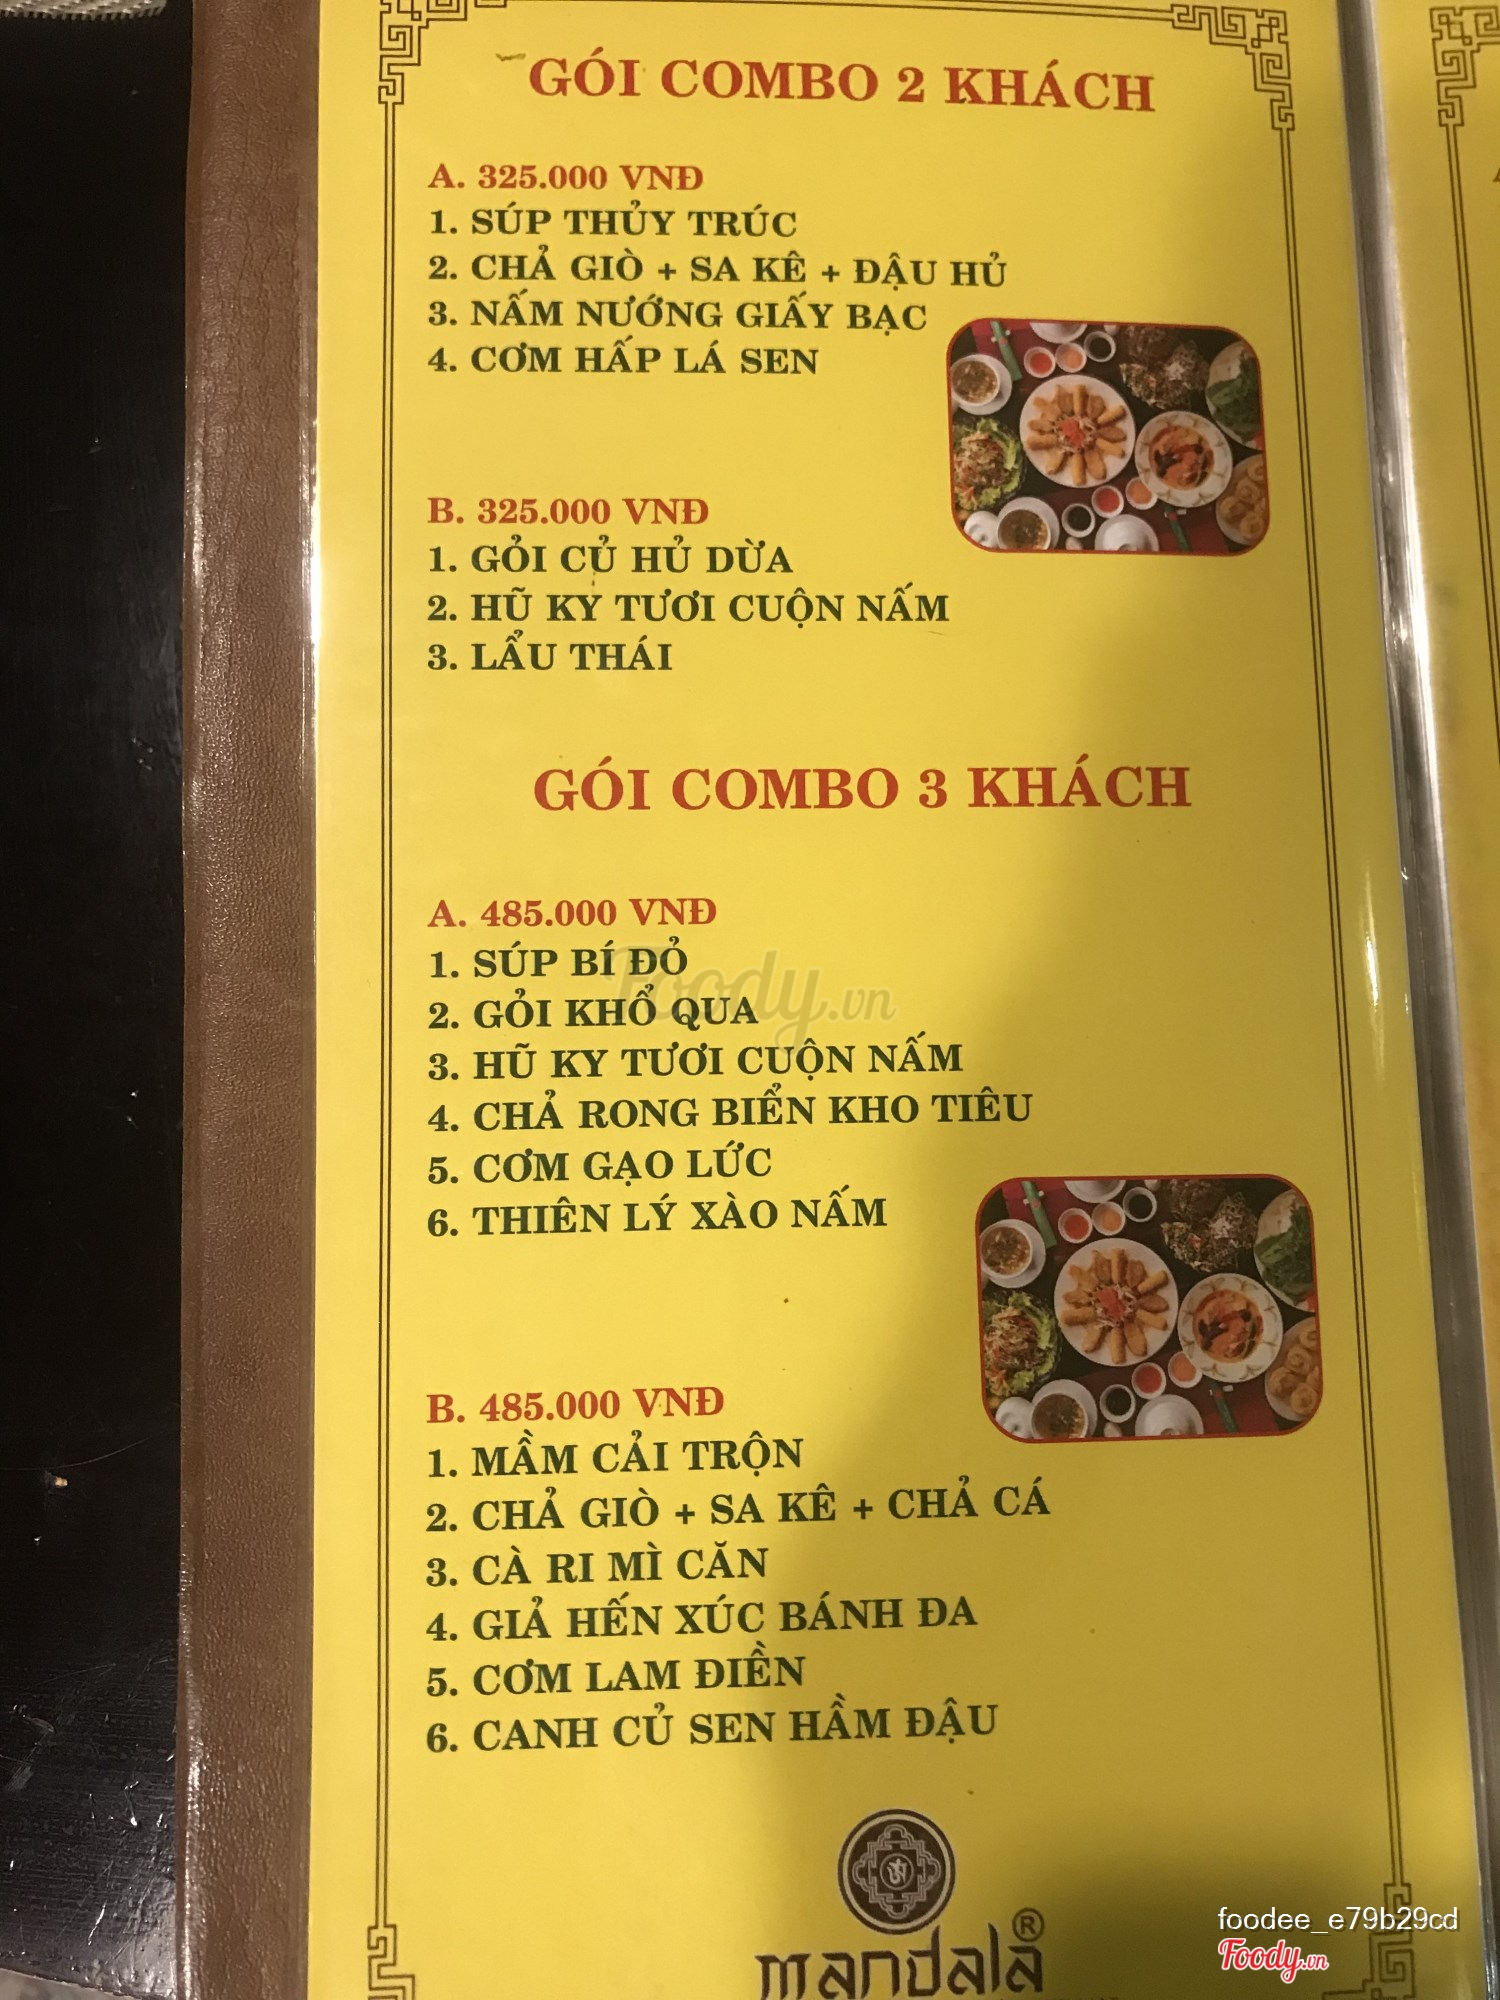 GÓI COMBO 2 KHÁCH
A. 325.000 VNĐ
1. SÚP THỦY TRÚC
2. CHẢ GIÒ + SA KÊ + ĐẬU HỦ
3. NẤM NƯỚNG GIẤY BẠC
4. CƠM HẤP LÁ SEN
B. 325.000 VNĐ
1. GỎI CỦ HỦ DỪA
2. HŨ KY TƯƠI CUỘN NẤM
3. LẨU THÁI
GÓI COMBO 3 KHÁCH
A. 485.000 VNĐ
1. SÚP BÍ ĐỎ
2. GỎI KHỔ QUA
3. HŨ KY TƯƠI CUỘN NẤM
4. CHẢ RONG BIỂN KHO TIÊU
5. CƠM GẠO LỨC
6. THIÊN LÝ XÀO NẤM
B. 485.000 VNĐ
1. MẦM CẢI TRỘN
2. CHẢ GIÒ + SA KÊ + CHẢ CÁ
3. CÀ RI MÌ CĂN
4. GIẢ HẾN XÚC BÁNH ĐA
5. CƠM LAM ĐIỀN
6. CANH CỦ SEN HẦM ĐẬU
mandala®
Foody.vn
foodee_e79b29cd
Foody.vn